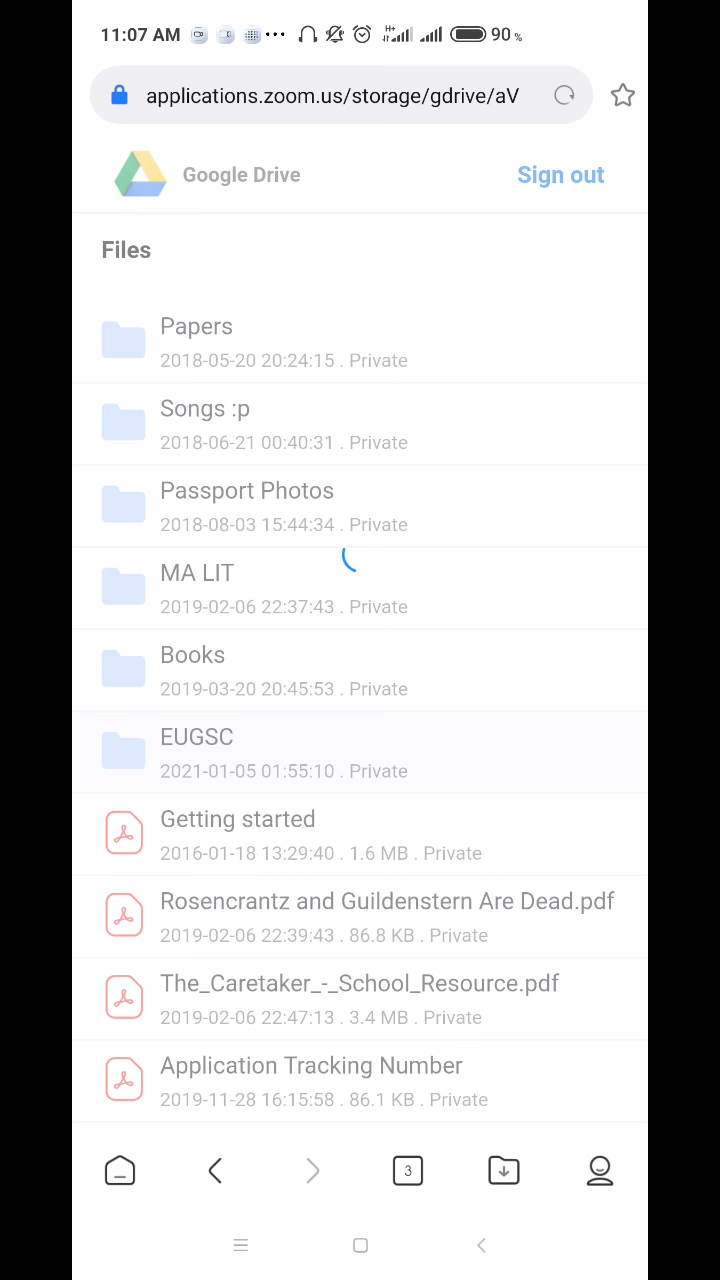 11:07 AM ••• H+ 90 %
applications.zoom.us/storage/gdrive/aV
Google Drive Sign out
Files
Papers
2018-05-20 20:24:15 . Private
Songs :p
2018-06-21 00:40:31 . Private
Passport Photos
2018-08-03 15:44:34 . Private
MA LIT
2019-02-06 22:37:43 . Private
Books
2019-03-20 20:45:53 . Private
EUGSC
2021-01-05 01:55:10 . Private
Getting started
2016-01-18 13:29:40 . 1.6 MB . Private
Rosencrantz and Guildenstern Are Dead.pdf
2019-02-06 22:39:43 . 86.8 KB . Private
The_Caretaker_-_School_Resource.pdf
2019-02-06 22:47:13 . 3.4 MB . Private
Application Tracking Number
2019-11-28 16:15:58 . 86.1 KB . Private
3